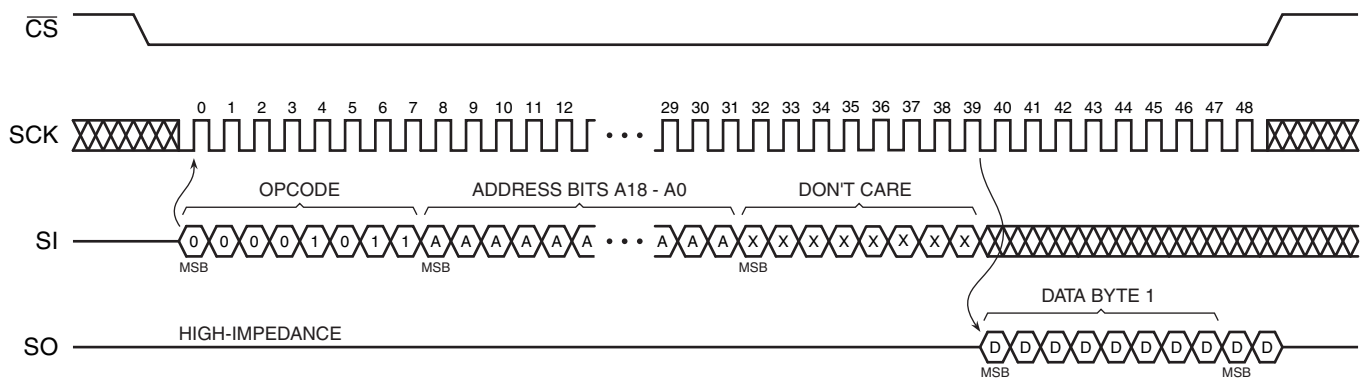 CS
0 1 2 3 4 5 6 7 8 9 10 11 12 29 30 31 32 33 34 35 36 37 38 39 40 41 42 43 44 45 46 47 48
SCK
OPCODE ADDRESS BITS A18 - A0 DON'T CARE
SI 0 0 0 0 1 0 1 1 A A A A A A A A A X X X X X X X X
MSB MSB MSB
DATA BYTE 1
HIGH-IMPEDANCE
SO D D D D D D D D D D
MSB MSB